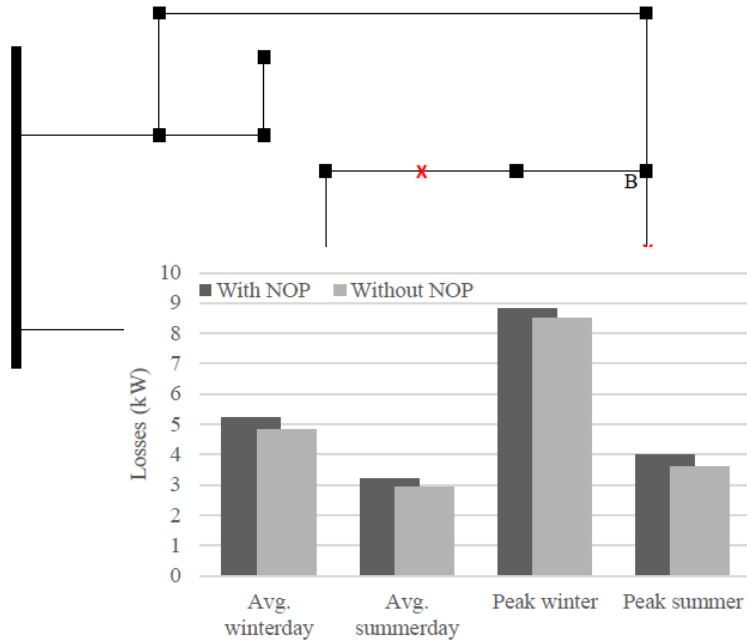 B
10
9
8
7
6
5
4
3
2
1
0
Losses (kW)
With NOP Without NOP
Avg. winterday
Avg. summerday
Peak winter
Peak summer